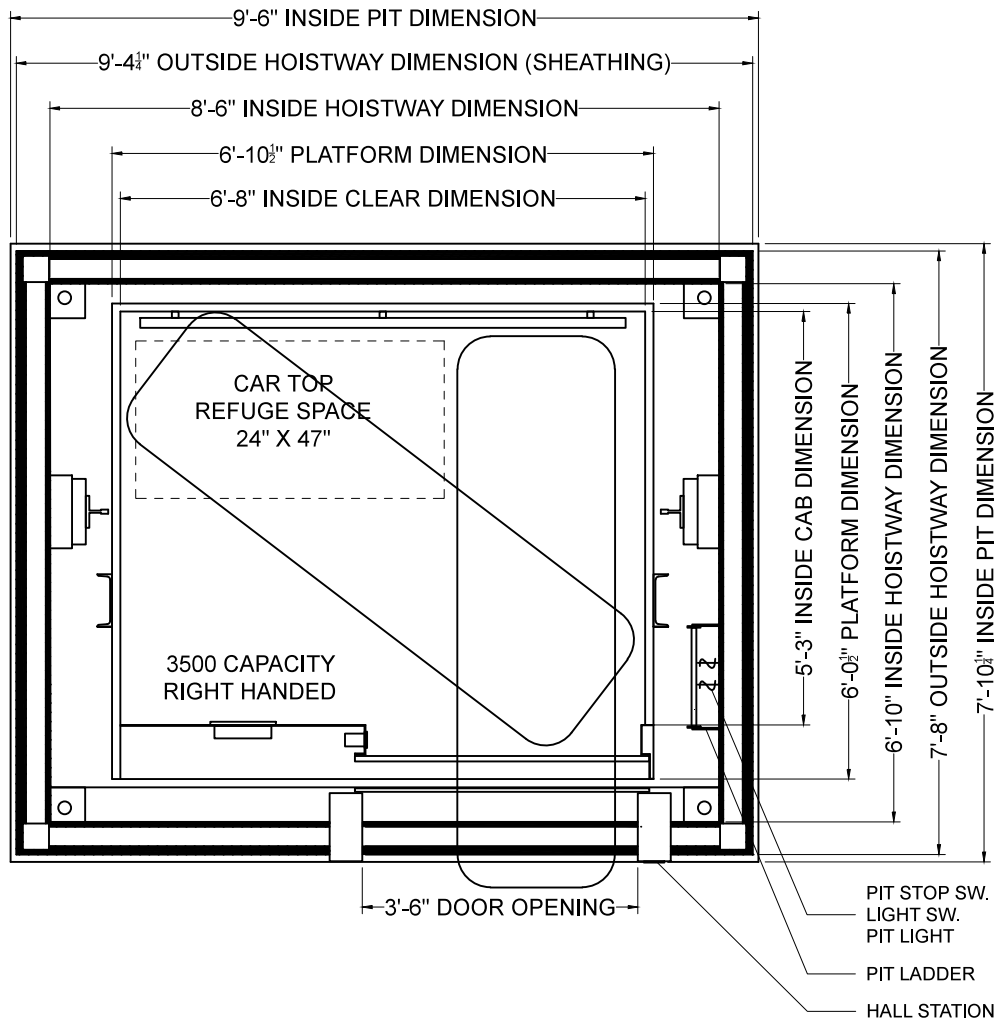 9'-6" INSIDE PIT DIMENSION
9'-4¼" OUTSIDE HOISTWAY DIMENSION (SHEATHING)
8'-6" INSIDE HOISTWAY DIMENSION
6'-10½" PLATFORM DIMENSION
6'-8" INSIDE CLEAR DIMENSION
CAR TOP
REFUGE SPACE
24" X 47"
3500 CAPACITY
RIGHT HANDED
5'-3" INSIDE CAB DIMENSION
6'-0½" PLATFORM DIMENSION
6'-10" INSIDE HOISTWAY DIMENSION
7'-8" OUTSIDE HOISTWAY DIMENSION
7'-10¼" INSIDE PIT DIMENSION
3'-6" DOOR OPENING
PIT STOP SW.
LIGHT SW.
PIT LIGHT
PIT LADDER
HALL STATION